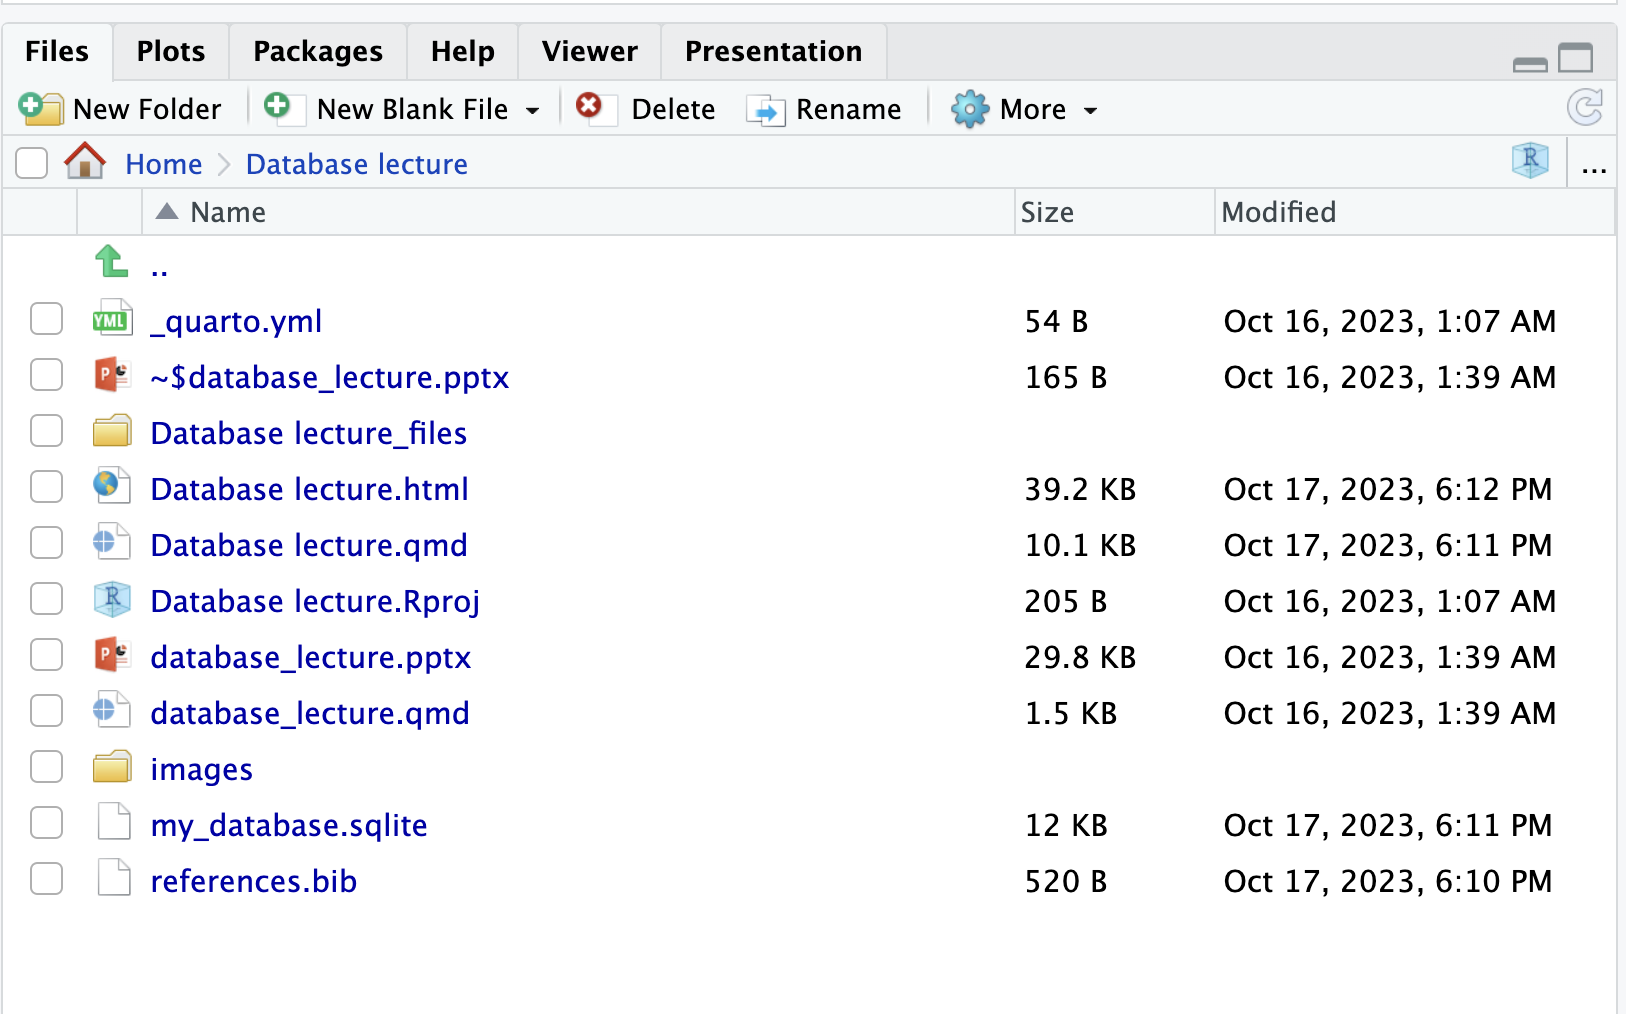 Files Plots Packages Help Viewer Presentation
New Folder New Blank File Delete Rename More
Home Database lecture R ...
Name Size Modified
..
YML _quarto.yml 54 B Oct 16, 2023, 1:07 AM
P ~$database_lecture.pptx 165 B Oct 16, 2023, 1:39 AM
Database lecture_files
Database lecture.html 39.2 KB Oct 17, 2023, 6:12 PM
Database lecture.qmd 10.1 KB Oct 17, 2023, 6:11 PM
R Database lecture.Rproj 205 B Oct 16, 2023, 1:07 AM
P database_lecture.pptx 29.8 KB Oct 16, 2023, 1:39 AM
database_lecture.qmd 1.5 KB Oct 16, 2023, 1:39 AM
images
my_database.sqlite 12 KB Oct 17, 2023, 6:11 PM
references.bib 520 B Oct 17, 2023, 6:10 PM